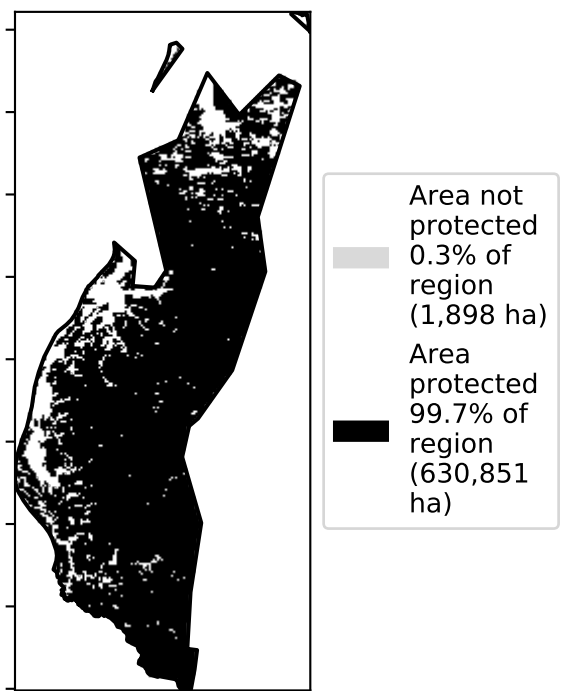 Area not
protected
0.3% of
region
(1,898 ha)
Area
protected
99.7% of
region
(630,851
ha)